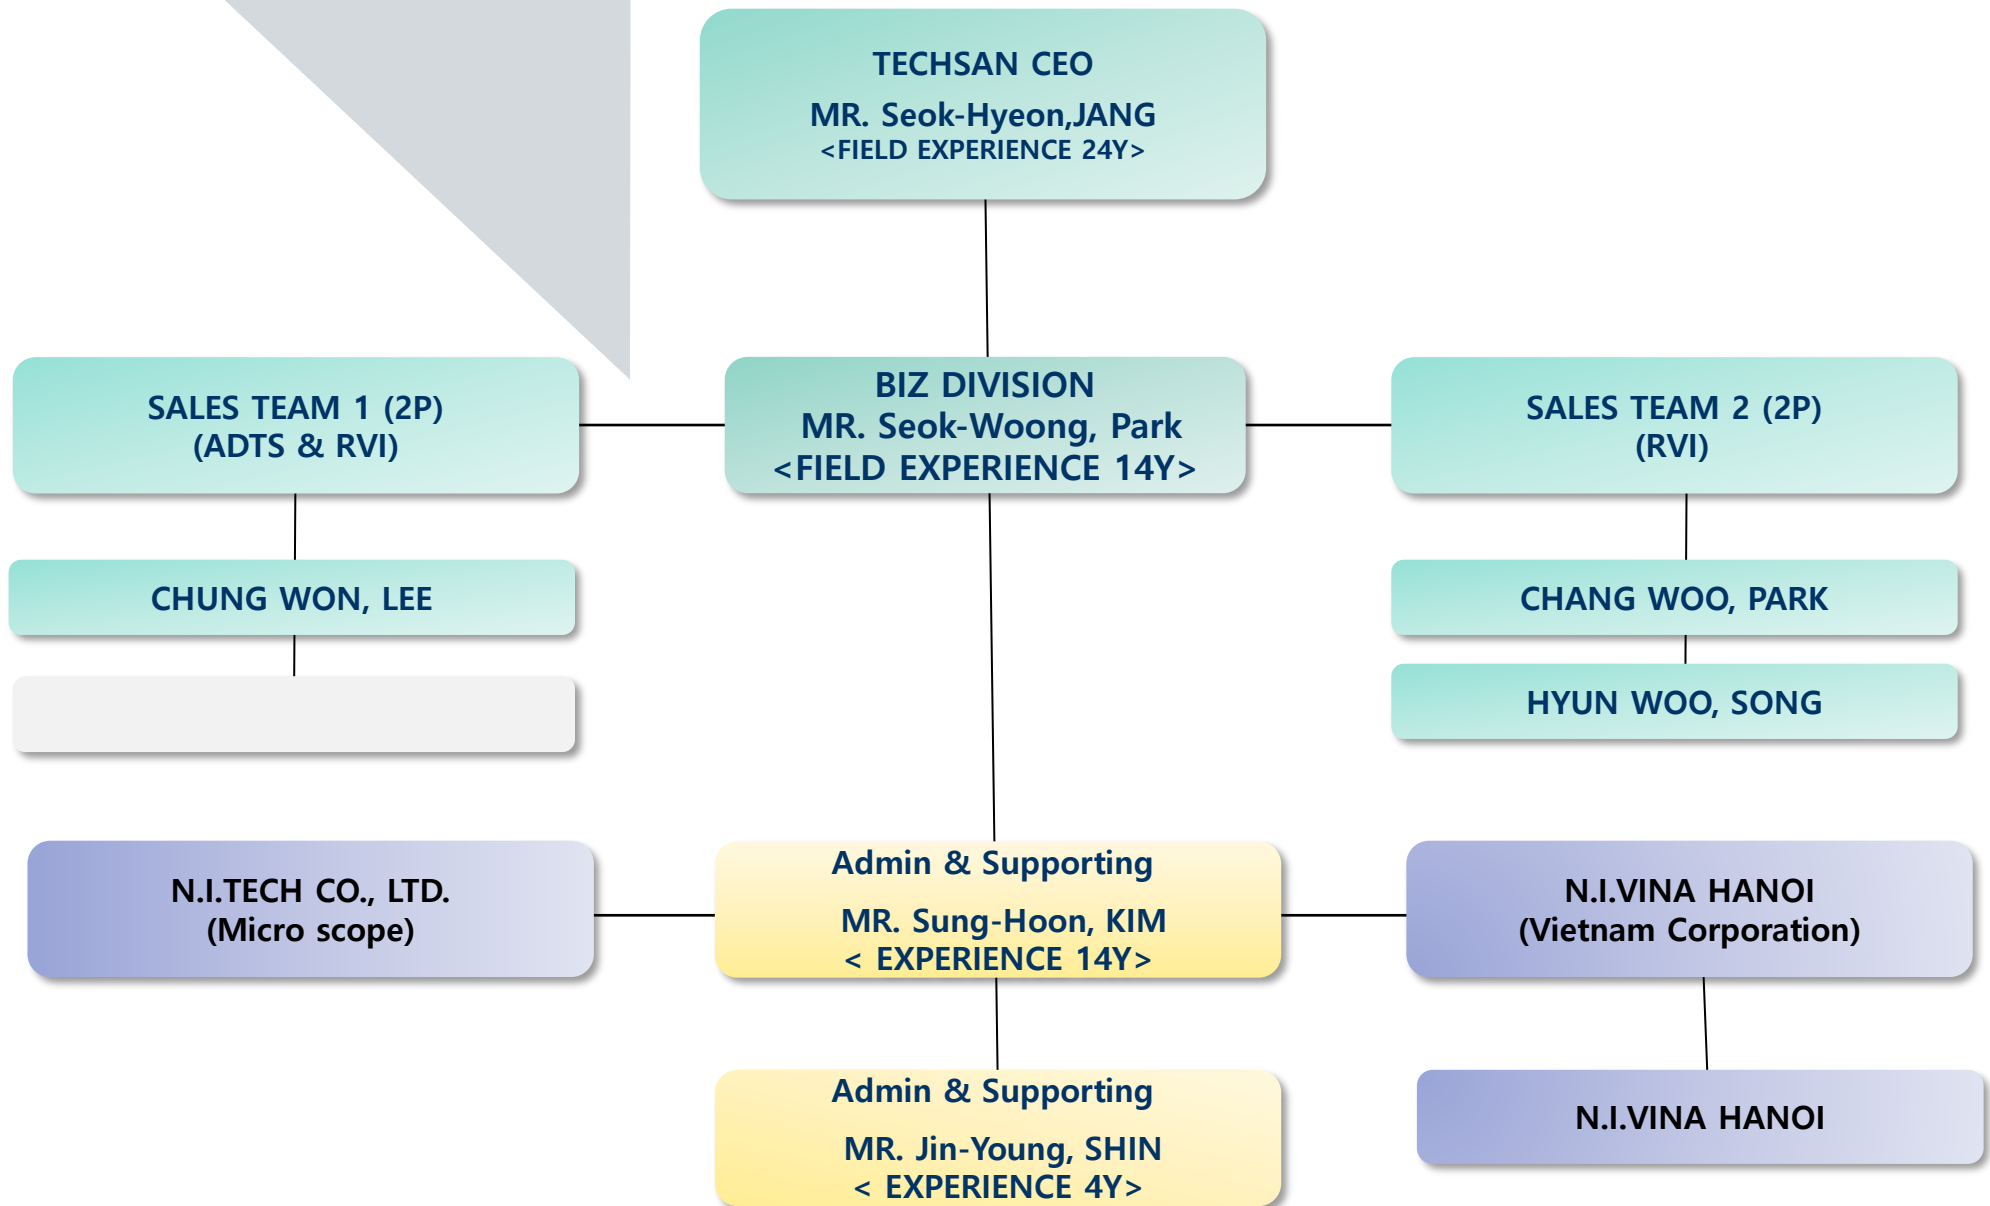 TECHSAN CEO
MR. Seok-Hyeon,JANG
<FIELD EXPERIENCE 24Y>
SALES TEAM 1 (2P)
(ADTS & RVI)
BIZ DIVISION
MR. Seok-Woong, Park
<FIELD EXPERIENCE 14Y>
SALES TEAM 2 (2P)
(RVI)
CHUNG WON, LEE
CHANG WOO, PARK
HYUN WOO, SONG
N.I.TECH CO., LTD.
(Micro scope)
Admin & Supporting
MR. Sung-Hoon, KIM
< EXPERIENCE 14Y>
N.I.VINA HANOI
(Vietnam Corporation)
Admin & Supporting
MR. Jin-Young, SHIN
< EXPERIENCE 4Y>
N.I.VINA HANOI